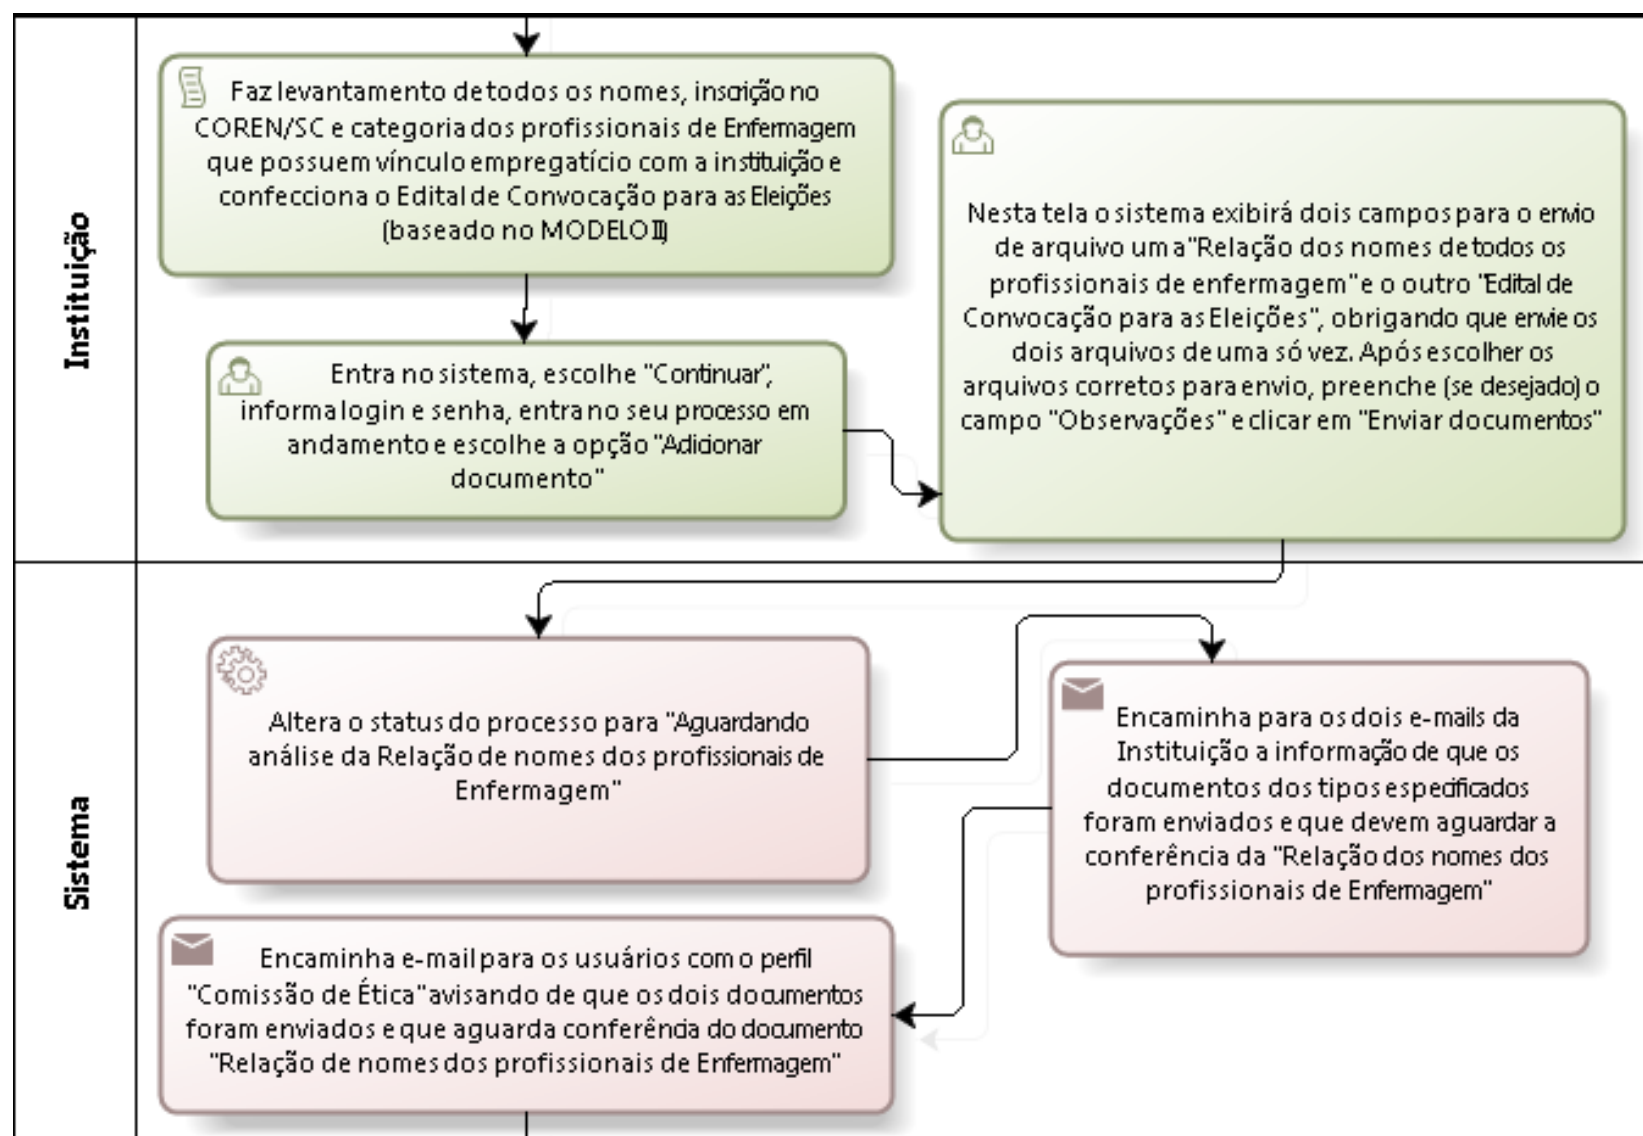 Instituição
Faz levantamento de todos os nomes, inscrição no
COREN/SC e categoria dos profissionais de Enfermagem
que possuem vínculo empregatício com a instituição e
confecciona o Edital de Convocação para as Eleições
(baseado no MODELO II)
Entra no sistema, escolhe "Continuar",
informa login e senha, entra no seu processo em
andamento e escolhe a opção "Adicionar
documento"
Nesta tela o sistema exibirá dois campos para o envio
de arquivo uma "Relação dos nomes de todos os
profissionais de enfermagem" e o outro "Edital de
Convocação para as Eleições", obrigando que envie os
dois arquivos de uma só vez. Após escolher os
arquivos corretos para envio, preenche (se desejado) o
campo "Observações" e clicar em "Enviar documentos"
Sistema
Altera o status do processo para "Aguardando
análise da Relação de nomes dos profissionais de
Enfermagem"
Encaminha para os dois e-mails da
Instituição a informação de que os
documentos dos tipos especificados
foram enviados e que devem aguardar a
conferência da "Relação dos nomes dos
profissionais de Enfermagem"
Encaminha e-mail para os usuários com o perfil
"Comissão de Ética" avisando de que os dois documentos
foram enviados e que aguarda conferência do documento
"Relação de nomes dos profissionais de Enfermagem"